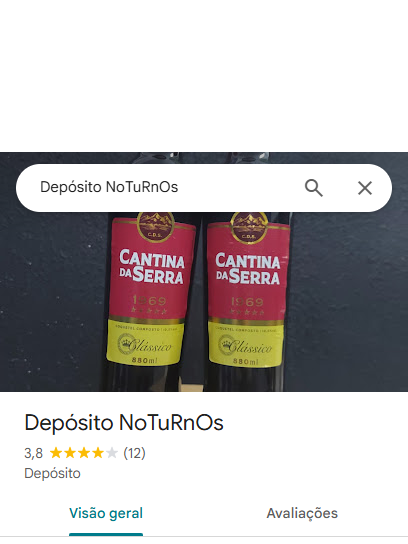 Depósito NoTuRnOs
C.D.S.
CANTINA
DA SERRA
1969
Clássico
880ml
C.D.S.
CANTINA
DA SERRA
1969
Clássico
880ml
Depósito NoTuRnOs
3,8 (12)
Depósito
Visão geral Avaliações